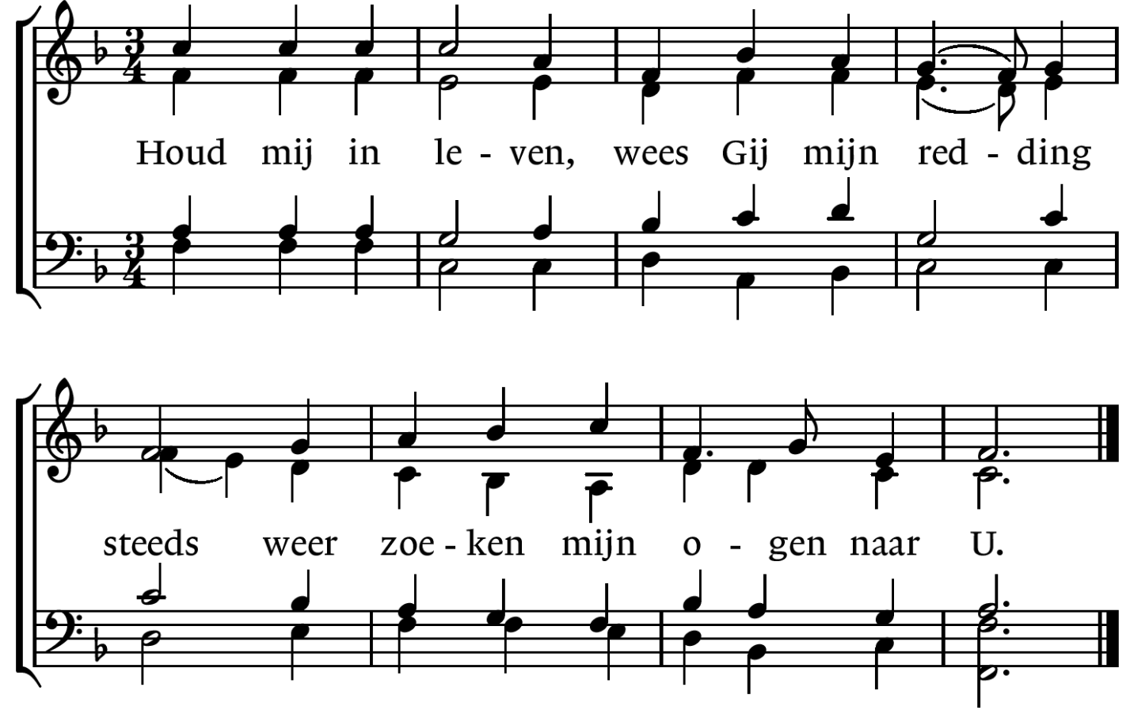 Houd mij in le - ven, wees Gij mijn red - ding
steeds weer zoe - ken mijn o - gen naar U.